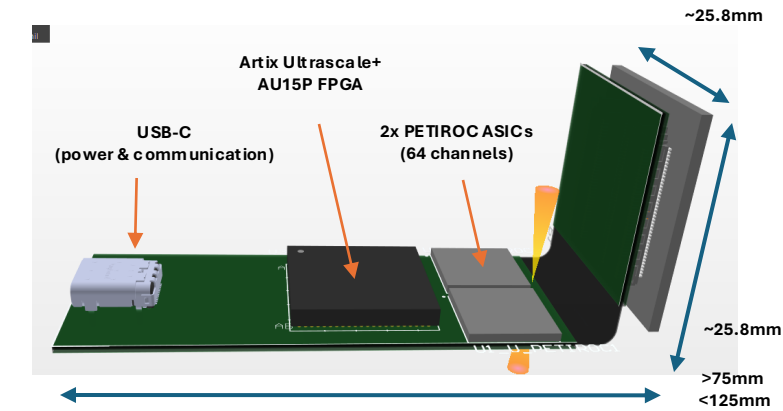 ~25.8mm
Artix Ultrascale+
AU15P FPGA
USB-C
(power & communication)
2x PETIROC ASICs
(64 channels)
~25.8mm
>75mm
<125mm